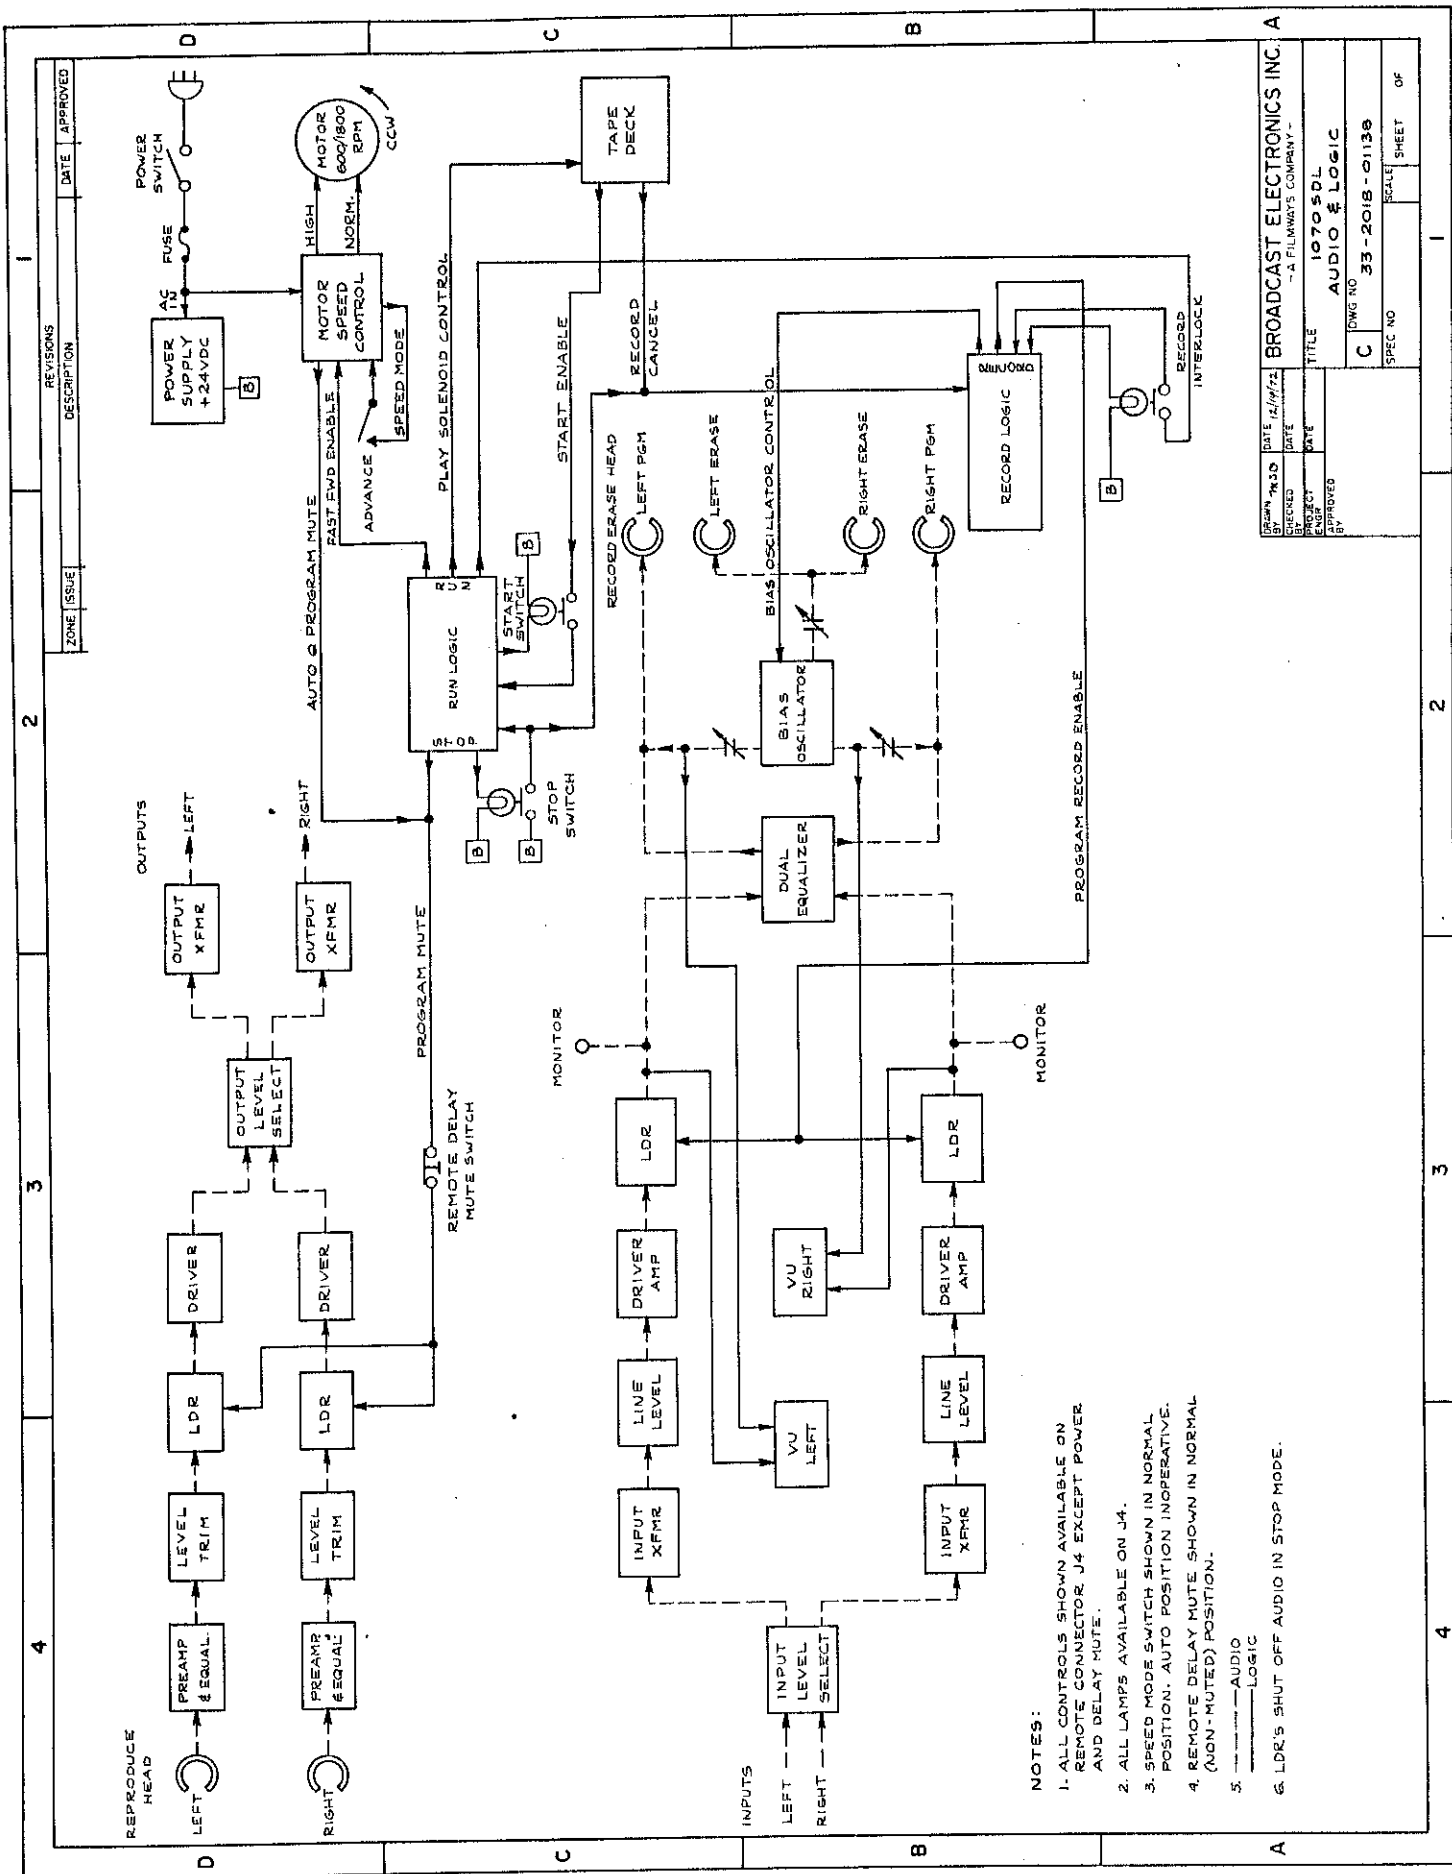 4
3
2
1
D
C
B
A
REVISIONS
ZONE
ISSUE
DESCRIPTION
DATE
APPROVED
REPRODUCE
HEAD
LEFT
PREAMP
& EQUAL.
LEVEL
TRIM
LDR
DRIVER
RIGHT
PREAMP
& EQUAL.
LEVEL
TRIM
LDR
DRIVER
OUTPUT
LEVEL
SELECT
OUTPUT
XFMR
OUTPUT
XFMR
OUTPUTS
LEFT
RIGHT
REMOTE DELAY
MUTE SWITCH
PROGRAM MUTE
AUTO Q PROGRAM MUTE
FAST FWD ENABLE
ADVANCE
SPEED MODE
POWER
SUPPLY
+24VDC
B
AC
IN
FUSE
POWER
SWITCH
MOTOR
SPEED
CONTROL
HIGH
NORM.
MOTOR
600/1800
RPM
CCW
STOP
RUN LOGIC
RUN
B
B
STOP
SWITCH
START
SWITCH
B
PLAY SOLENOID CONTROL
START ENABLE
TAPE
DECK
RECORD
CANCEL
RECORD ERASE HEAD
LEFT PGM
LEFT ERASE
RIGHT ERASE
RIGHT PGM
BIAS OSCILLATOR CONTROL
BIAS
OSCILLATOR
DUAL
EQUALIZER
RECORD LOGIC
RECORD
B
RECORD
INTERLOCK
PROGRAM RECORD ENABLE
MONITOR
MONITOR
INPUTS
LEFT
RIGHT
INPUT
LEVEL
SELECT
INPUT
XFMR
LINE
LEVEL
DRIVER
AMP
LDR
VU
LEFT
VU
RIGHT
INPUT
XFMR
LINE
LEVEL
DRIVER
AMP
LDR
NOTES:
1. ALL CONTROLS SHOWN AVAILABLE ON
REMOTE CONNECTOR J4 EXCEPT POWER
AND DELAY MUTE.
2. ALL LAMPS AVAILABLE ON J4.
3. SPEED MODE SWITCH SHOWN IN NORMAL
POSITION. AUTO POSITION INOPERATIVE.
4. REMOTE DELAY MUTE SHOWN IN NORMAL
(NON-MUTED) POSITION.
5. ----- AUDIO
LOGIC
6. LDR'S SHUT OFF AUDIO IN STOP MODE.
DRAWN
BY
DATE 12/19/72
CHECKED
BY
DATE
PROJECT
ENGR
DATE
APPROVED
BY
BROADCAST ELECTRONICS INC.
- A FILMWAYS COMPANY -
TITLE
1070 SDL
AUDIO & LOGIC
C
DWG NO
33-2018-01138
SPEC NO
SCALE
SHEET OF
D
C
B
A
4
3
2
1